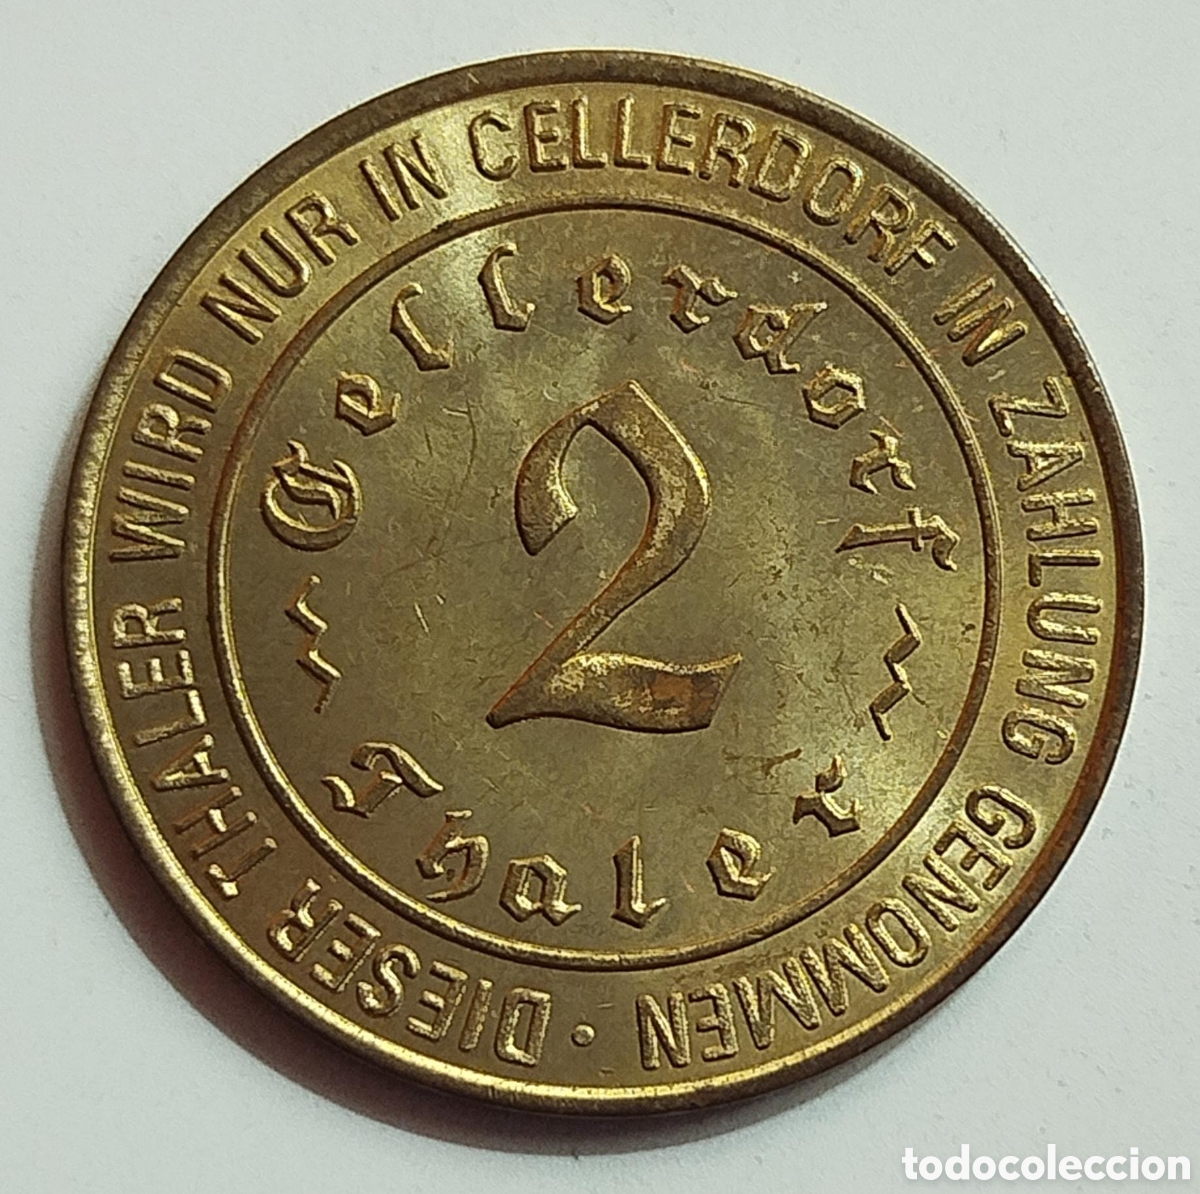 DIESER THALER WIRD NUR IN CELLERDORF IN ZAHLUNG GENOMMEN ·
Cellerdorf
2
Thaler
todocoleccion